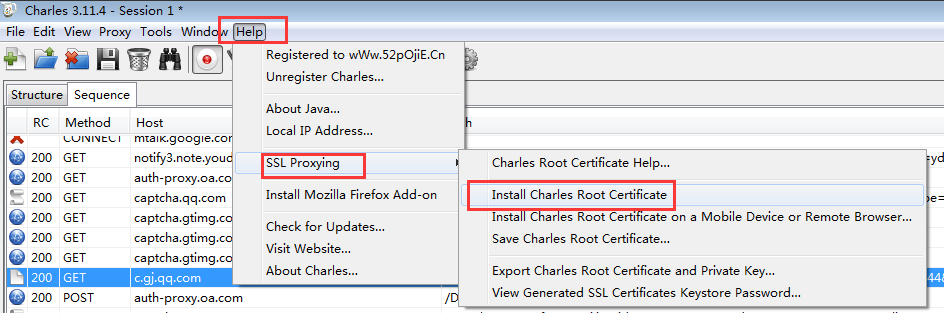 Charles 3.11.4 - Session 1 *
File Edit View Proxy Tools Window Help
Registered to wWw.52pOjiE.Cn
Unregister Charles...
About Java...
Local IP Address...
SSL Proxying
Install Mozilla Firefox Add-on
Check for Updates...
Visit Website...
About Charles...
Charles Root Certificate Help...
Install Charles Root Certificate
Install Charles Root Certificate on a Mobile Device or Remote Browser...
Save Charles Root Certificate...
Export Charles Root Certificate and Private Key...
View Generated SSL Certificates Keystore Password...
Structure Sequence
RC Method Host
CONNECT mtalk.google.com
200 GET notify3.note.youd
200 GET auth-proxy.oa.com
200 GET captcha.qq.com
200 GET captcha.gtimg.com
200 GET captcha.gtimg.com
200 GET captcha.gtimg.com
200 GET c.gj.qq.com
200 POST auth-proxy.oa.com